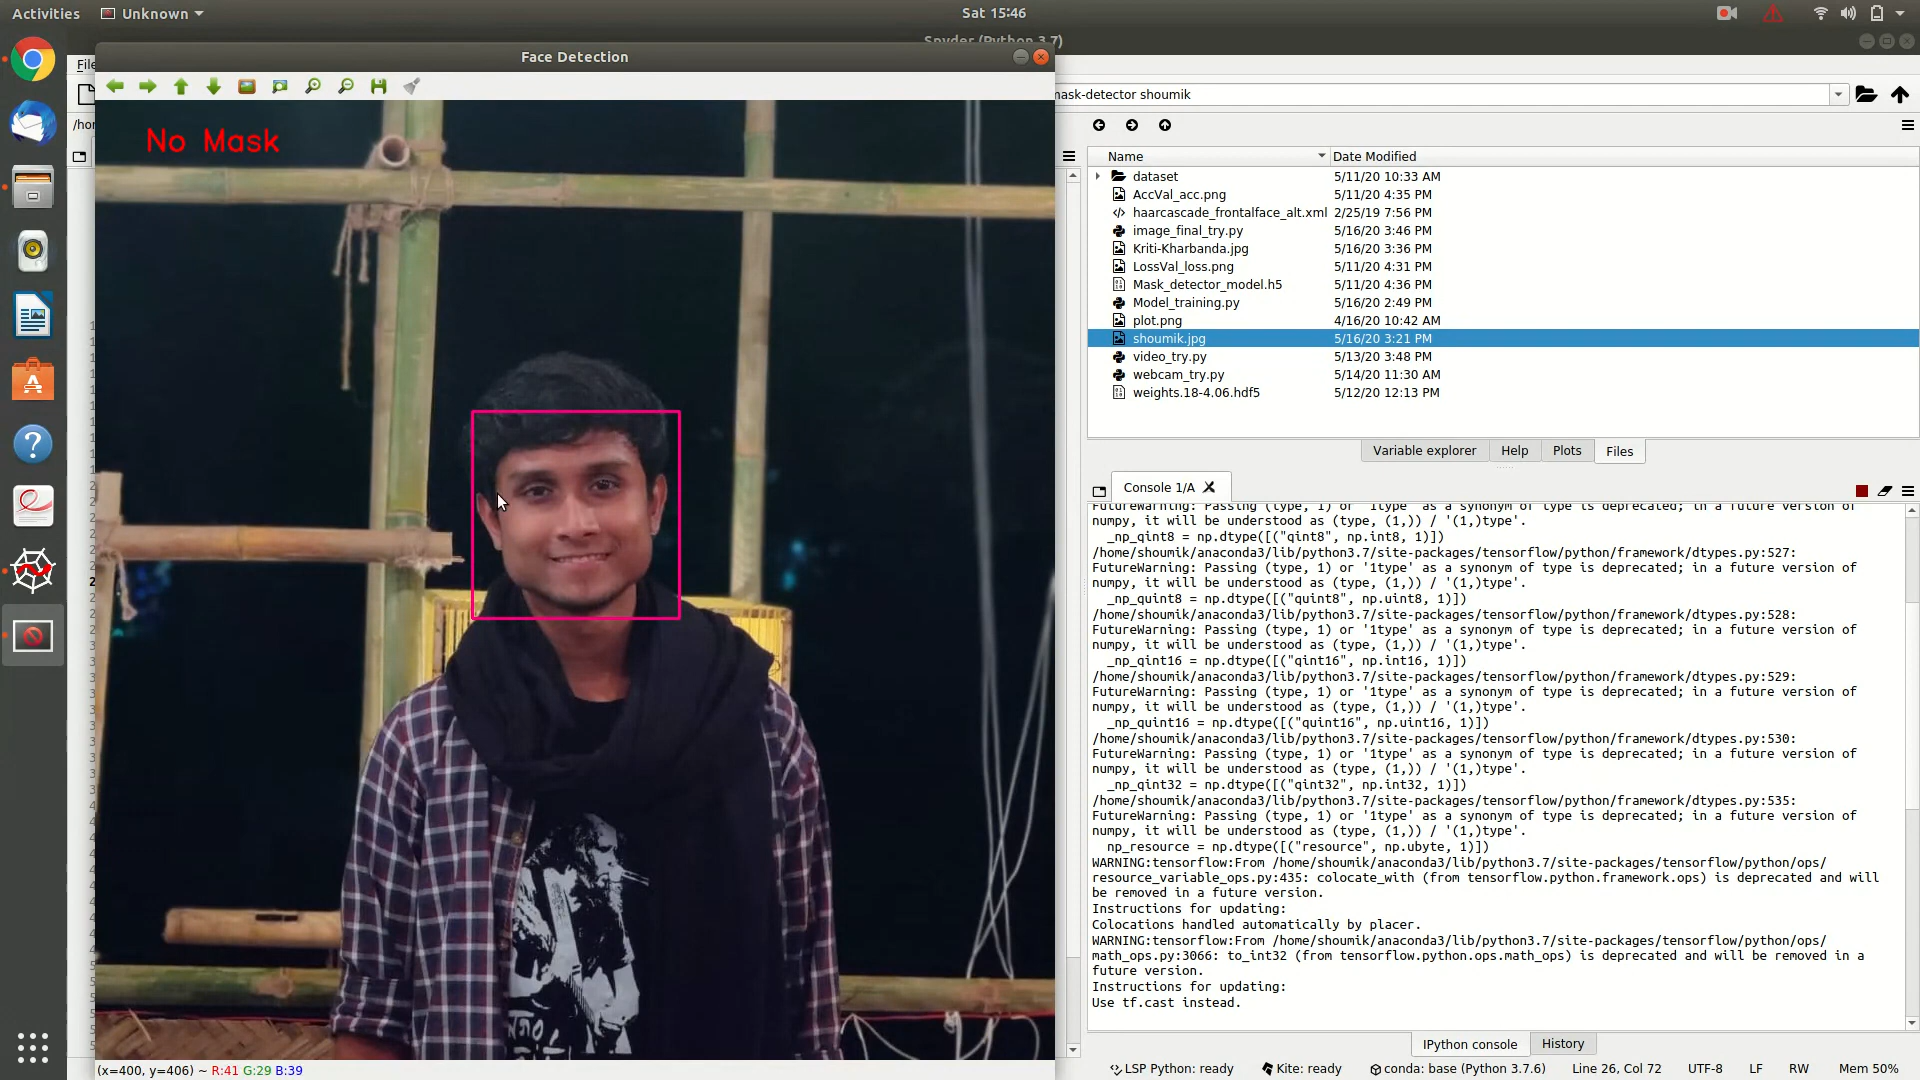 Activities
Unknown
Sat 15:46
Spyder (Python 3.7)
Face Detection
File
mask-detector shoumik
/hor
No Mask
Name Date Modified
dataset 5/11/20 10:33 AM
AccVal_acc.png 5/11/20 4:35 PM
haarcascade_frontalface_alt.xml 2/25/19 7:56 PM
image_final_try.py 5/16/20 3:46 PM
Kriti-Kharbanda.jpg 5/16/20 3:36 PM
LossVal_loss.png 5/11/20 4:31 PM
Mask_detector_model.h5 5/11/20 4:36 PM
Model_training.py 5/16/20 2:49 PM
plot.png 4/16/20 10:42 AM
shoumik.jpg 5/16/20 3:21 PM
video_try.py 5/13/20 3:48 PM
webcam_try.py 5/14/20 11:30 AM
weights.18-4.06.hdf5 5/12/20 12:13 PM
Variable explorer Help Plots Files
Console 1/A
FutureWarning: Passing (type, 1) or '1type' as a synonym of type is deprecated; in a future version of
numpy, it will be understood as (type, (1,)) / '(1,)type'.
_np_qint8 = np.dtype([("qint8", np.int8, 1)])
/home/shoumik/anaconda3/lib/python3.7/site-packages/tensorflow/python/framework/dtypes.py:527:
FutureWarning: Passing (type, 1) or '1type' as a synonym of type is deprecated; in a future version of
numpy, it will be understood as (type, (1,)) / '(1,)type'.
_np_quint8 = np.dtype([("quint8", np.uint8, 1)])
/home/shoumik/anaconda3/lib/python3.7/site-packages/tensorflow/python/framework/dtypes.py:528:
FutureWarning: Passing (type, 1) or '1type' as a synonym of type is deprecated; in a future version of
numpy, it will be understood as (type, (1,)) / '(1,)type'.
_np_qint16 = np.dtype([("qint16", np.int16, 1)])
/home/shoumik/anaconda3/lib/python3.7/site-packages/tensorflow/python/framework/dtypes.py:529:
FutureWarning: Passing (type, 1) or '1type' as a synonym of type is deprecated; in a future version of
numpy, it will be understood as (type, (1,)) / '(1,)type'.
_np_quint16 = np.dtype([("quint16", np.uint16, 1)])
/home/shoumik/anaconda3/lib/python3.7/site-packages/tensorflow/python/framework/dtypes.py:530:
FutureWarning: Passing (type, 1) or '1type' as a synonym of type is deprecated; in a future version of
numpy, it will be understood as (type, (1,)) / '(1,)type'.
_np_qint32 = np.dtype([("qint32", np.int32, 1)])
/home/shoumik/anaconda3/lib/python3.7/site-packages/tensorflow/python/framework/dtypes.py:535:
FutureWarning: Passing (type, 1) or '1type' as a synonym of type is deprecated; in a future version of
numpy, it will be understood as (type, (1,)) / '(1,)type'.
np_resource = np.dtype([("resource", np.ubyte, 1)])
WARNING:tensorflow:From /home/shoumik/anaconda3/lib/python3.7/site-packages/tensorflow/python/ops/
resource_variable_ops.py:435: colocate_with (from tensorflow.python.framework.ops) is deprecated and will
be removed in a future version.
Instructions for updating:
Colocations handled automatically by placer.
WARNING:tensorflow:From /home/shoumik/anaconda3/lib/python3.7/site-packages/tensorflow/python/ops/
math_ops.py:3066: to_int32 (from tensorflow.python.ops.math_ops) is deprecated and will be removed in a
future version.
Instructions for updating:
Use tf.cast instead.
IPython console History
(x=400, y=406) ~ R:41 G:29 B:39
LSP Python: ready Kite: ready conda: base (Python 3.7.6) Line 26, Col 72 UTF-8 LF RW Mem 50%